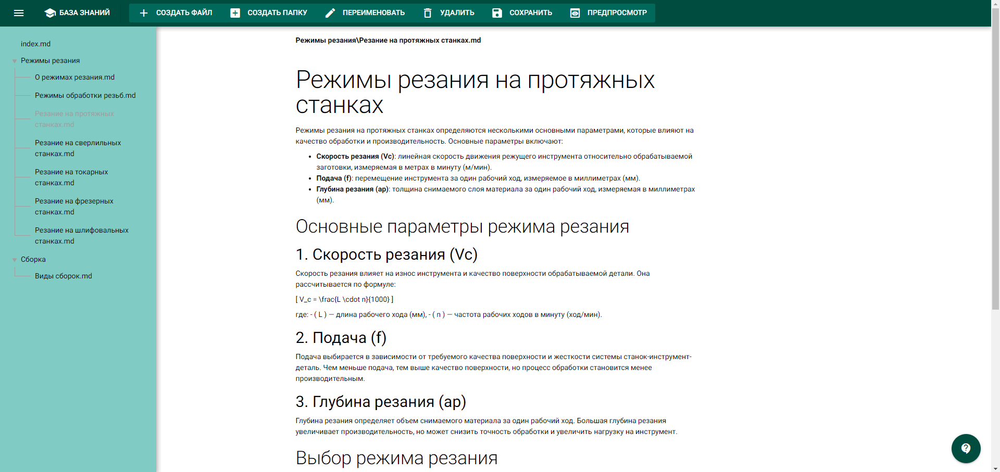 БАЗА ЗНАНИЙ
СОЗДАТЬ ФАЙЛ
СОЗДАТЬ ПАПКУ
ПЕРЕИМЕНОВАТЬ
УДАЛИТЬ
СОХРАНИТЬ
ПРЕДПРОСМОТР
index.md
Режимы резания
О режимах резания.md
Режимы обработки резьб.md
Резание на протяжных
станках.md
Резание на сверлильных
станках.md
Резание на токарных
станках.md
Резание на фрезерных
станках.md
Резание на шлифовальных
станках.md
Сборка
Виды сборок.md
Режимы резания\Резание на протяжных станках.md
Режимы резания на протяжных
станках
Режимы резания на протяжных станках определяются несколькими основными параметрами, которые влияют на
качество обработки и производительность. Основные параметры включают:
• Скорость резания (Vc): линейная скорость движения режущего инструмента относительно обрабатываемой
заготовки, измеряемая в метрах в минуту (м/мин).
• Подача (f): перемещение инструмента за один рабочий ход, измеряемое в миллиметрах (мм).
• Глубина резания (ap): толщина снимаемого слоя материала за один рабочий ход, измеряемая в миллиметрах
(мм).
Основные параметры режима резания
1. Скорость резания (Vc)
Скорость резания влияет на износ инструмента и качество поверхности обрабатываемой детали. Она
рассчитывается по формуле:
[ V_c = \frac{L \cdot n}{1000} ]
где: - ( L ) — длина рабочего хода (мм), - ( n ) — частота рабочих ходов в минуту (ход/мин).
2. Подача (f)
Подача выбирается в зависимости от требуемого качества поверхности и жесткости системы станок-инструмент-
деталь. Чем меньше подача, тем выше качество поверхности, но процесс обработки становится менее
производительным.
3. Глубина резания (ap)
Глубина резания определяет объем снимаемого материала за один рабочий ход. Большая глубина резания
увеличивает производительность, но может снизить точность обработки и увеличить нагрузку на инструмент.
Выбор режима резания